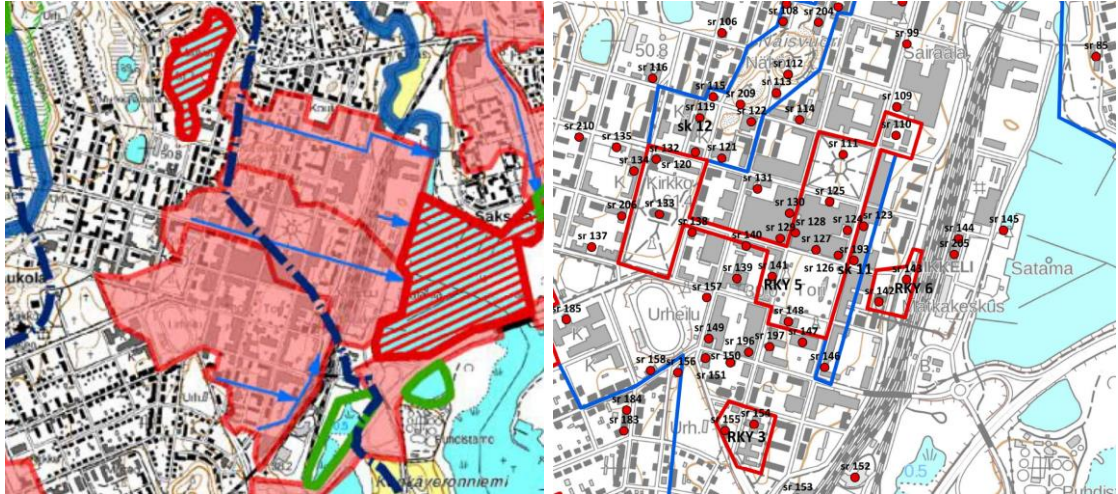 Urh.
50.8
Saks
ukola
Kunkaveronniemi
sr 108
sr 204
sr 106
sr 99
Näisvuori
50.8
Sairaala
sr 85
sr 116
sr 112
sr 115
sr 113
sr 209
sr 109
sr 119
sr 122
sr 114
sk 12
sr 110
sr 210
sr 135
sr 132
sr 121
sr 111
sr 134
sr 120
Kirkko
sr 131
sr 206
sr 133
sr 125
sr 130
sr 138
sr 128
sr 124
sr 123
sr 145
sr 144
sr 137
sr 140
sr 129
sr 127
sr 193
sr 205
sr 126
sk 11
sr 139
sr 141
sr 143
RKY 5
RKY 6
Satama
sr 157
sr 142
Matkakeskus
Urheilu
sr 185
sr 148
sr 149
sr 197
sr 147
sr 196
sr 158
sr 156
sr 150
sr 146
sr 151
sr 184
sr 183
sr 155
sr 154
Urh.
RKY 3
sr 152
0.5
sr 153